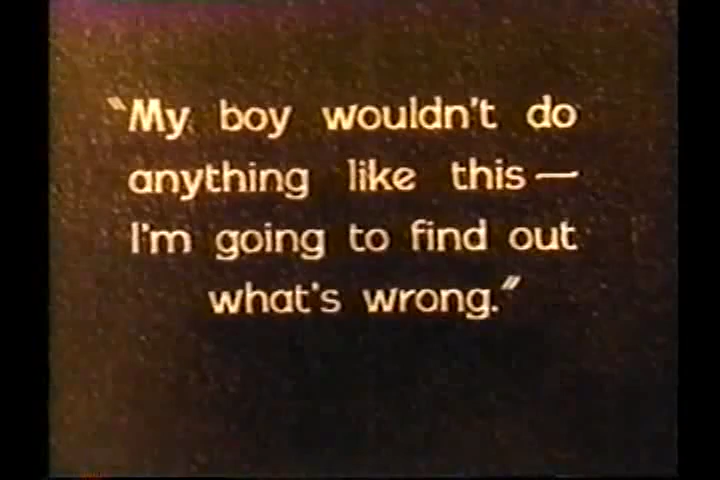 "My boy wouldn't do
anything like this—
I'm going to find out
what's wrong."